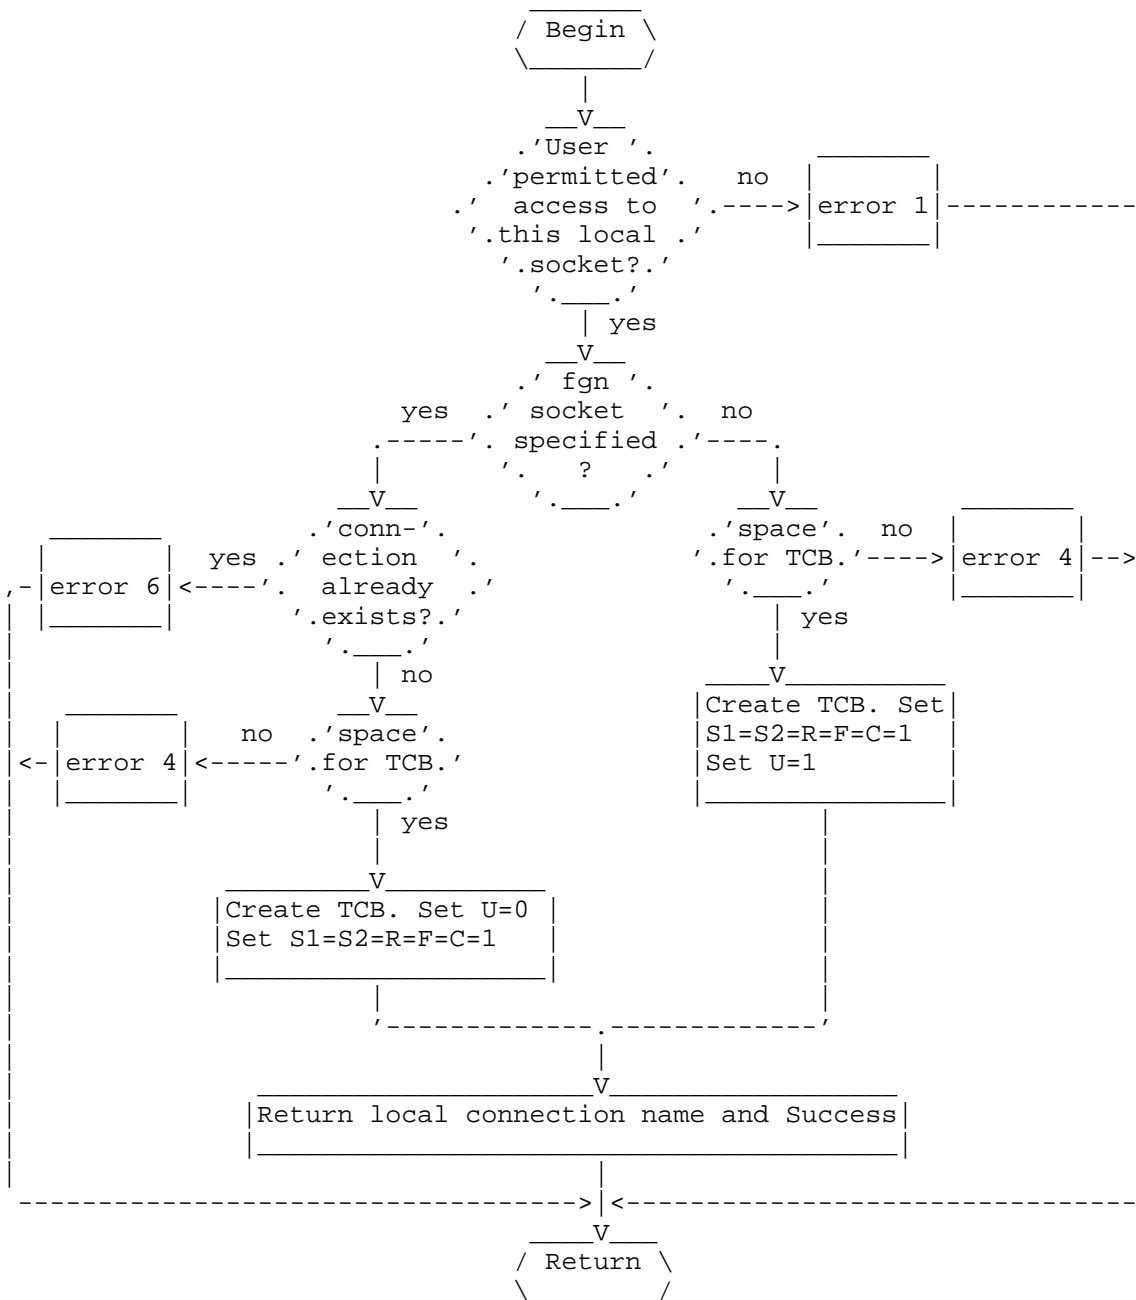 Begin
User
permitted no
access to error 1
this local
socket?
yes
fgn
yes socket no
specified
?
conn- space no
yes ection for TCB. error 4
error 6 already
exists? yes
no
Create TCB. Set
no space S1=S2=R=F=C=1
error 4 for TCB. Set U=1
yes
Create TCB. Set U=0
Set S1=S2=R=F=C=1
Return local connection name and Success
Return